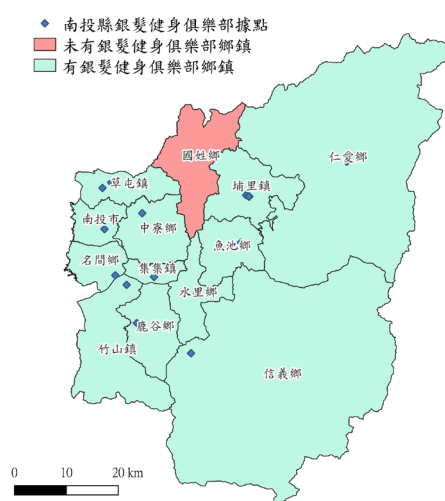 南投縣銀髮健身俱樂部據點
未有銀髮健身俱樂部鄉鎮
有銀髮健身俱樂部鄉鎮
國姓鄉
仁愛鄉
草屯鎮
埔里鎮
南投市
中寮鄉
魚池鄉
名間鄉
集集鎮
水里鄉
鹿谷鄉
竹山鎮
信義鄉
0 10 20 km